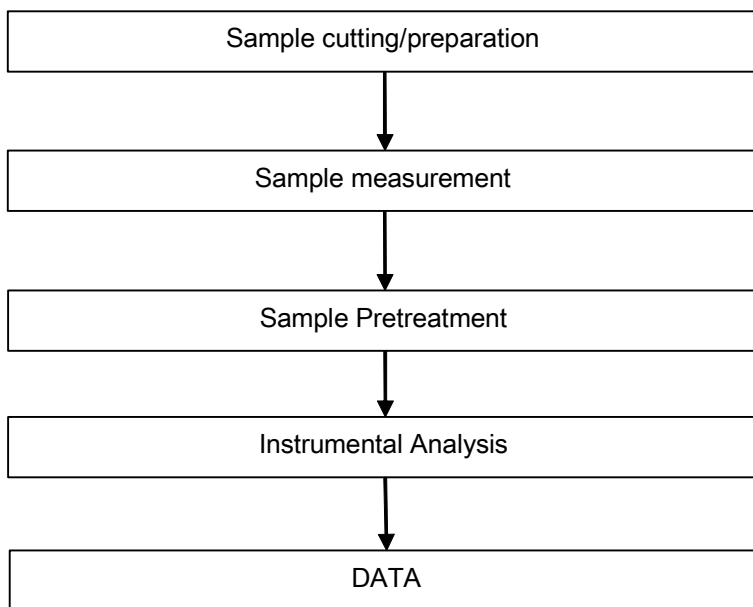 Sample cutting/preparation
Sample measurement
Sample Pretreatment
Instrumental Analysis
DATA